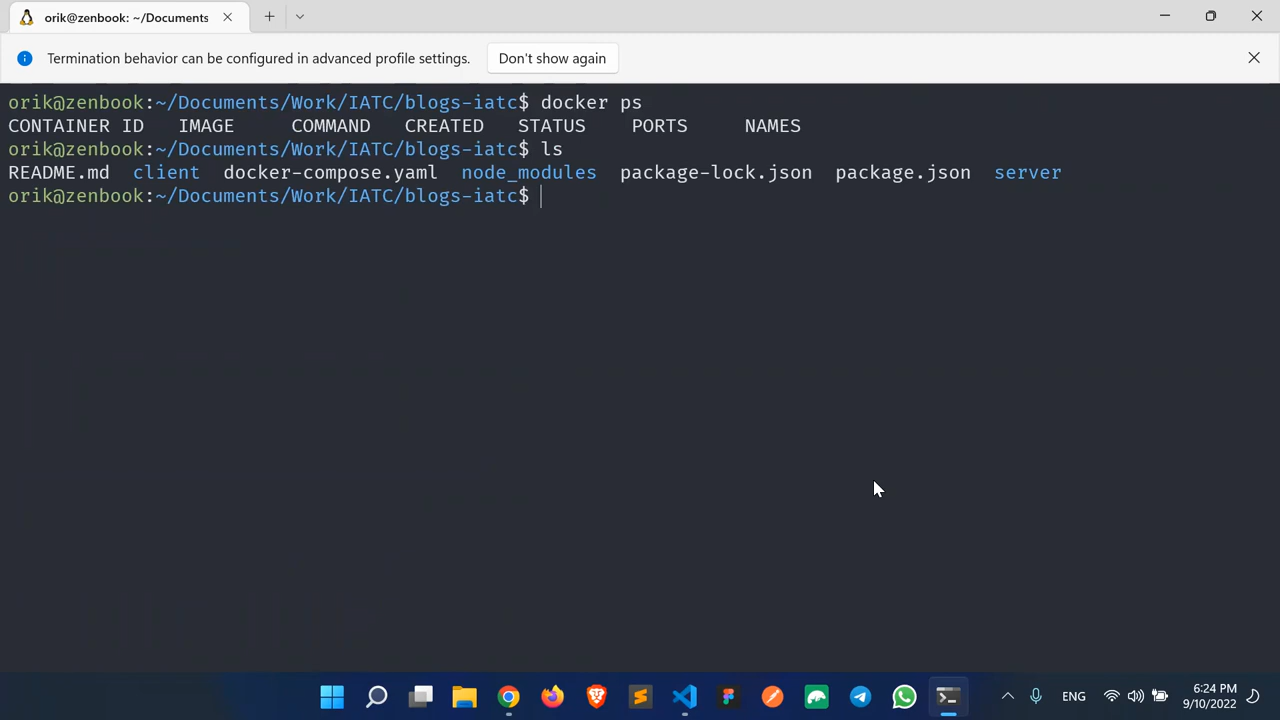 orik@zenbook: ~/Documents
Termination behavior can be configured in advanced profile settings. Don't show again
orik@zenbook:~/Documents/Work/IATC/blogs-iatc$ docker ps
CONTAINER ID   IMAGE     COMMAND   CREATED   STATUS    PORTS     NAMES
orik@zenbook:~/Documents/Work/IATC/blogs-iatc$ ls
README.md  client  docker-compose.yaml  node_modules  package-lock.json  package.json  server
orik@zenbook:~/Documents/Work/IATC/blogs-iatc$
ENG
6:24 PM
9/10/2022